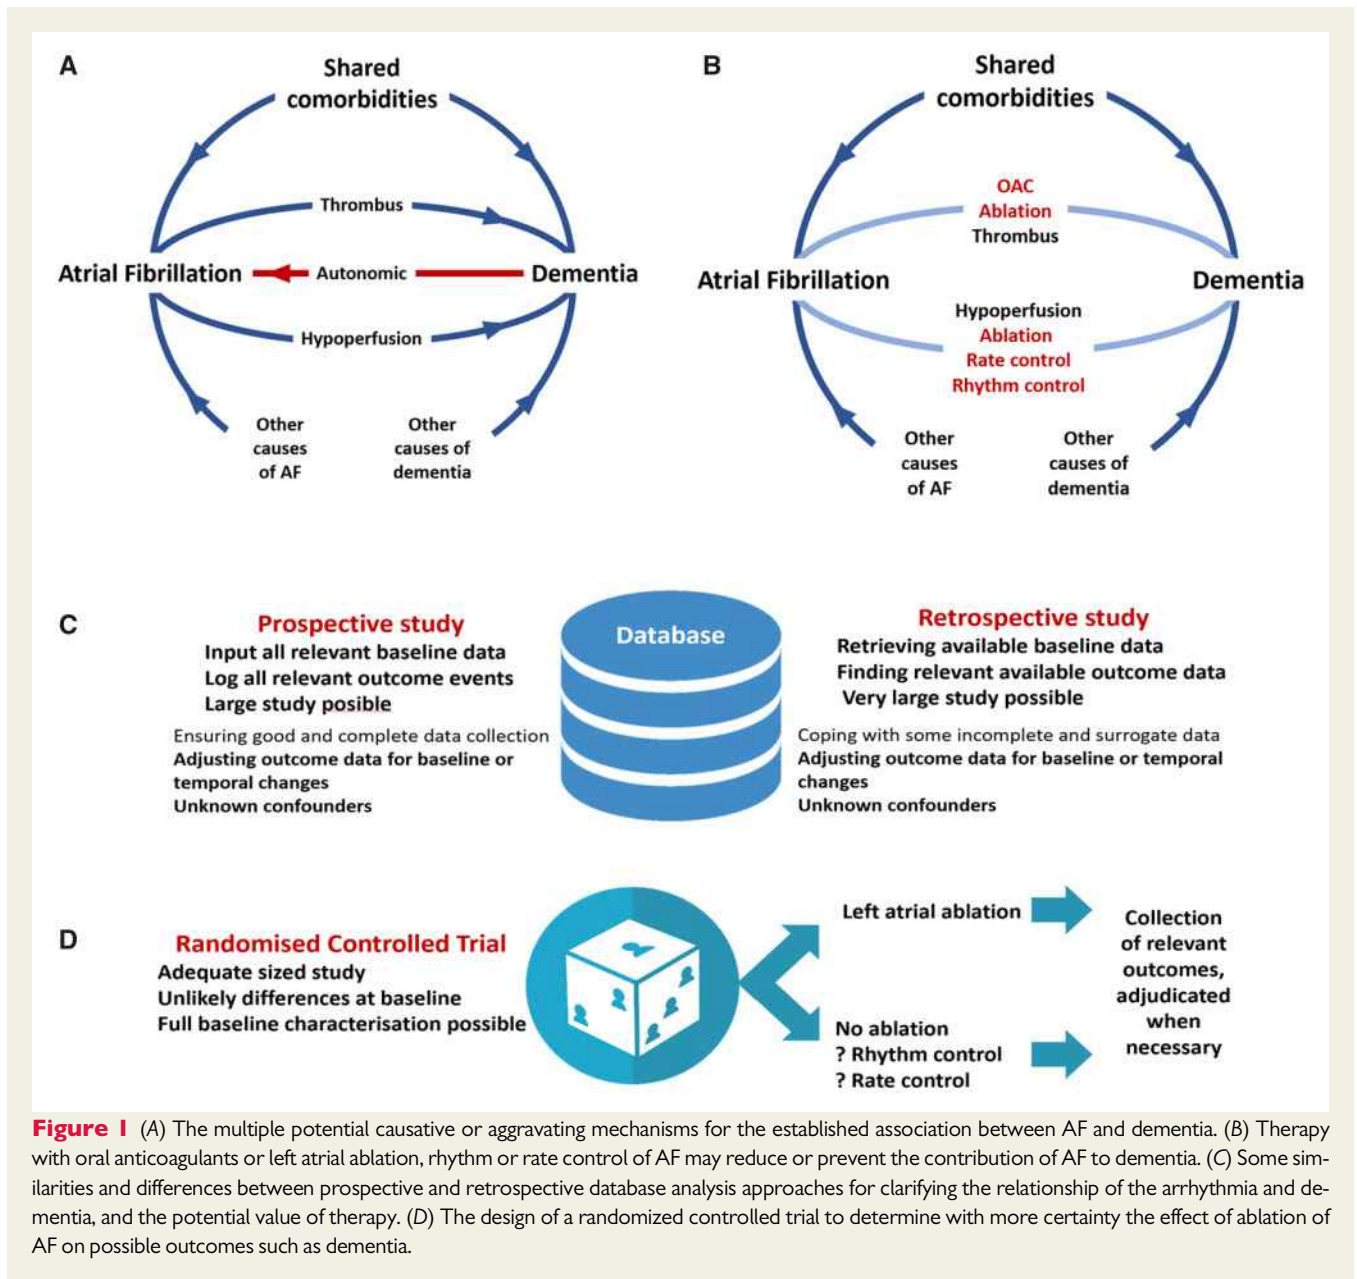 A
Shared
comorbidities
Thrombus
Atrial Fibrillation
Autonomic
Dementia
Hypoperfusion
Other
causes
of AF
Other
causes of
dementia
B
Shared
comorbidities
OAC
Ablation
Thrombus
Atrial Fibrillation
Dementia
Hypoperfusion
Ablation
Rate control
Rhythm control
Other
causes
of AF
Other
causes of
dementia
C
Prospective study
Input all relevant baseline data
Log all relevant outcome events
Large study posible
Ensuring good and complete data collection
Adjusting outcome data for baseline or
temporal changes
Unknown confounders
Database
Retrospective study
Retrieving available baseline data
Finding relevant available outcome data
Very large study possible
Coping with some incomplete and surrogate data
Adjusting outcome data for baseline or temporal
changes
Unknown confounders
D
Randomised Controlled Trial
Adequate sized study
Unlikely differences at baseline
Full baseline characterisation possible
Left atrial ablation
No ablation
? Rhythm control
? Rate control
Collection
of relevant
outcomes,
adjudicated
when
necessary
Figure 1 (A) The multiple potential causative or aggravating mechanisms for the established association between AF and dementia. (B) Therapy
with oral anticoagulants or left atrial ablation, rhythm or rate control of AF may reduce or prevent the contribution of AF to dementia. (C) Some sim-
ilarities and differences between prospective and retrospective database analysis approaches for clarifying the relationship of the arrhythmia and de-
mentia, and the potential value of therapy. (D) The design of a randomized controlled trial to determine with more certainty the effect of ablation of
AF on possible outcomes such as dementia.